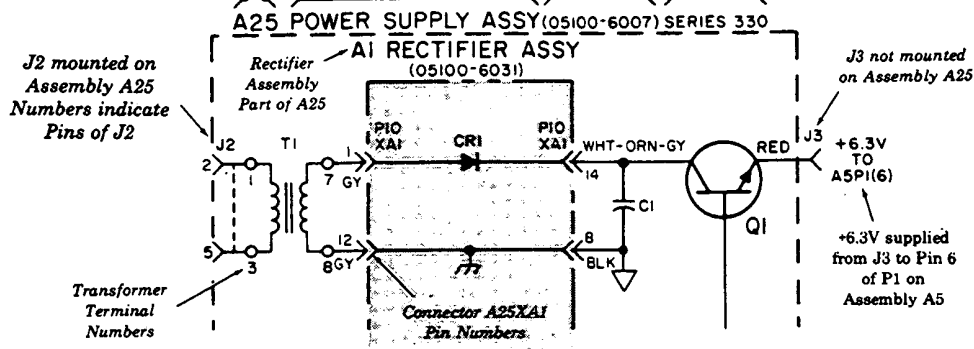 A25 POWER SUPPLY ASSY(05100-6007) SERIES 330
A1 RECTIFIER ASSY
(05100-6031)
Rectifier
Assembly
Part of A25
J2 mounted on
Assembly A25
Numbers indicate
Pins of J2
J3 not mounted
on Assembly A25
J2
T1
2
1
7
1
GY
P10
XA1
CR1
P10
XA1
14
WHT-ORN-GY
RED
J3
+6.3V
TO
A5P1(6)
C1
Q1
5
3
8
12
GY
8
BLK
+6.3V supplied
from J3 to Pin 6
of P1 on
Assembly A5
Transformer
Terminal
Numbers
Connector A25XA1
Pin Numbers